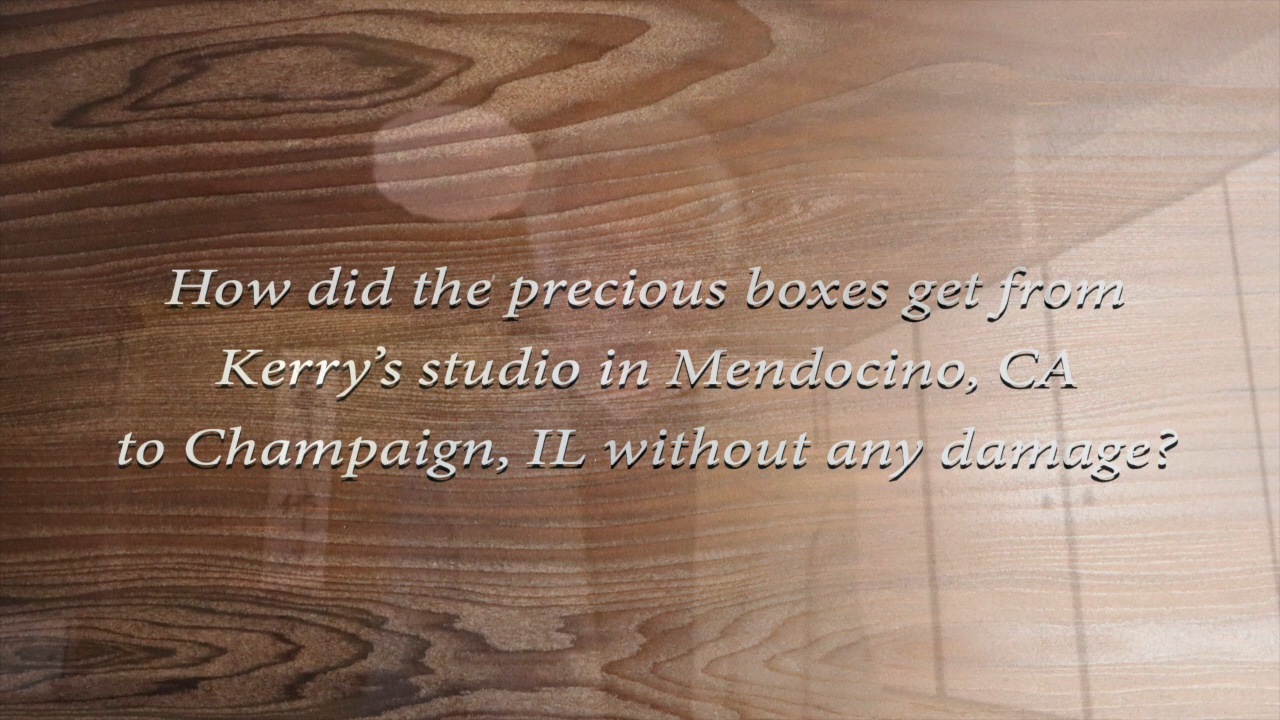 How did the precious boxes get from
Kerry’s studio in Mendocino, CA
to Champaign, IL without any damage?